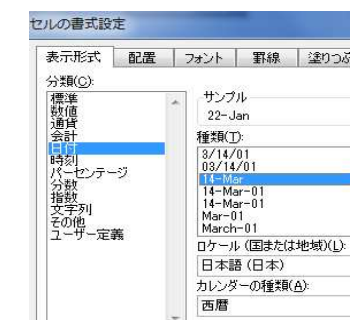 セルの書式設定
表示形式 配置 フォント 罫線 塗りつぶ
分類(C):
標準
数値
通貨
会計
日付
時刻
パーセンテージ
分数
指数
文字列
その他
ユーザー定義
サンプル
22-Jan
種類(T):
3/14/01
03/14/01
14-Mar
14-Mar-01
14-Mar-01
Mar-01
March-01
ロケール (国または地域)(L):
日本語 (日本)
カレンダーの種類(A):
西暦